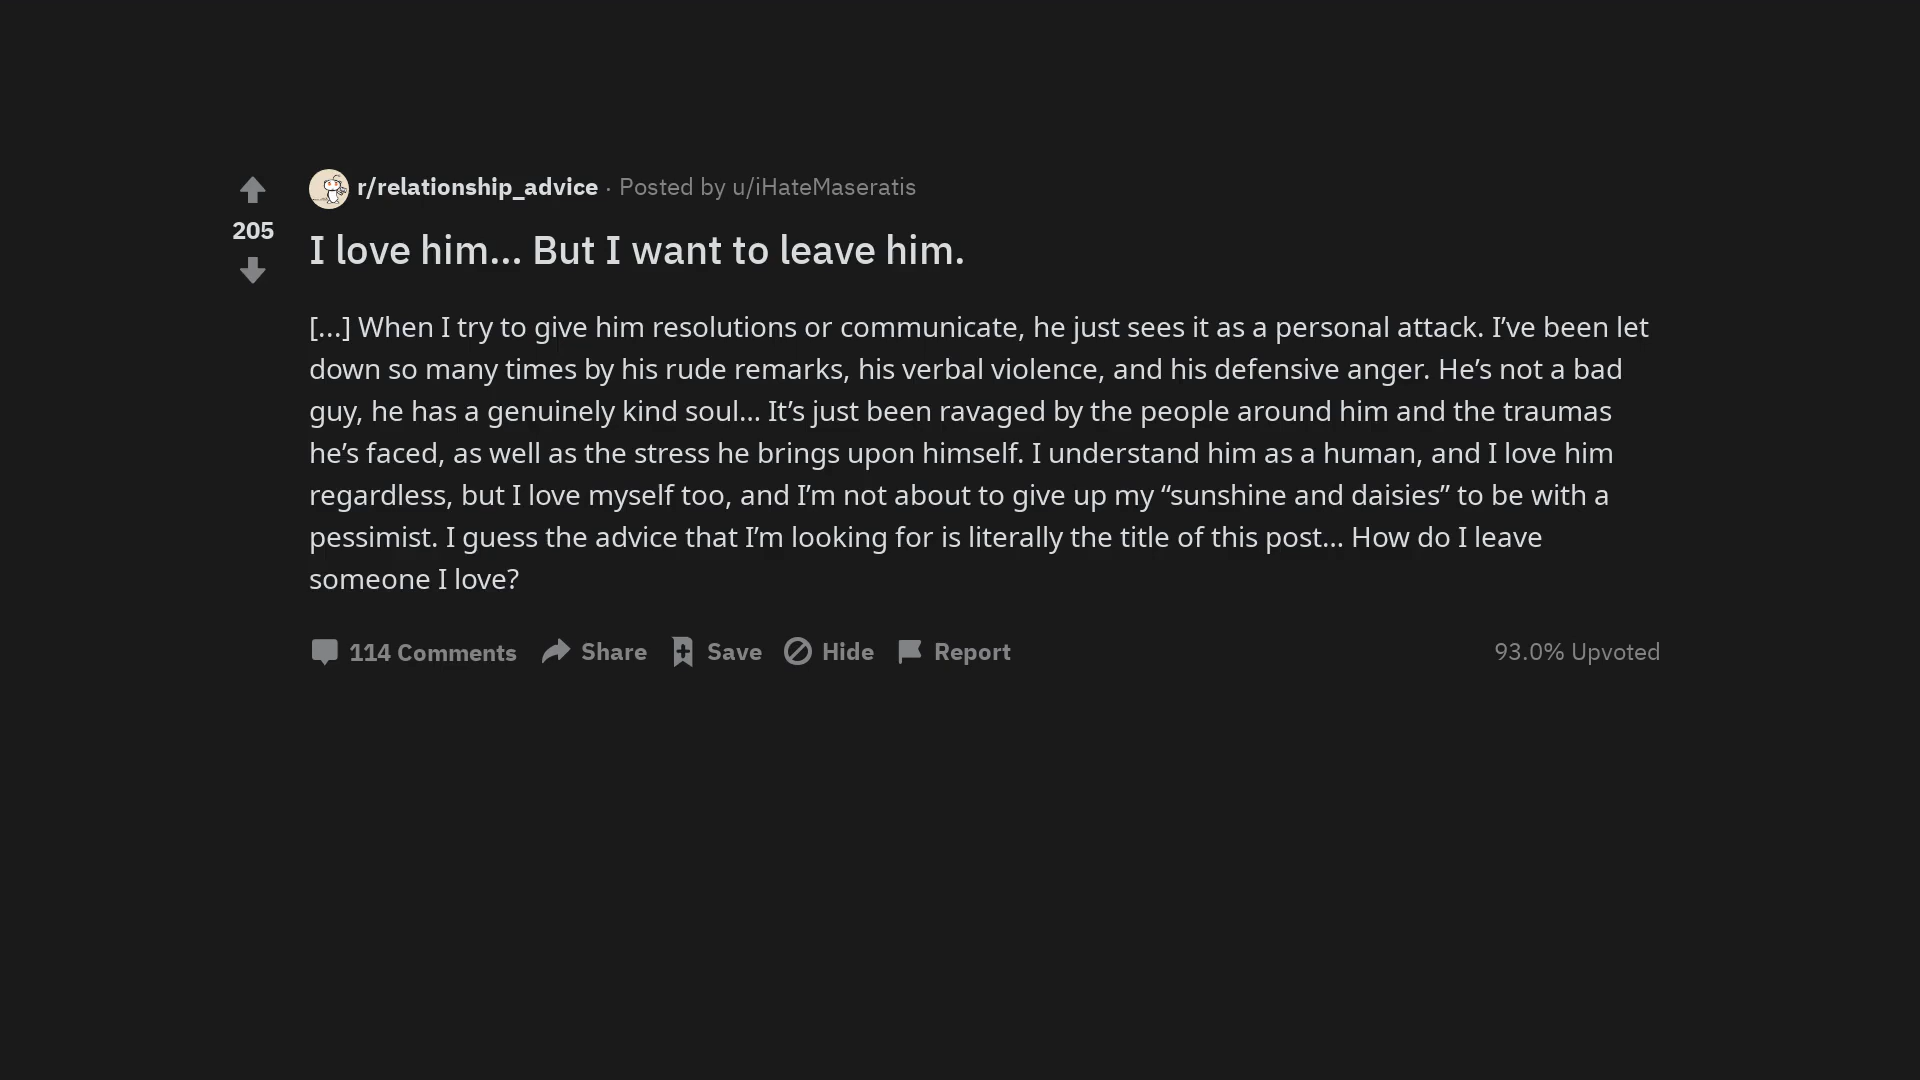 r/relationship_advice · Posted by u/iHateMaseratis
205
I love him... But I want to leave him.
[...] When I try to give him resolutions or communicate, he just sees it as a personal attack. I’ve been let
down so many times by his rude remarks, his verbal violence, and his defensive anger. He’s not a bad
guy, he has a genuinely kind soul... It’s just been ravaged by the people around him and the traumas
he’s faced, as well as the stress he brings upon himself. I understand him as a human, and I love him
regardless, but I love myself too, and I’m not about to give up my “sunshine and daisies” to be with a
pessimist. I guess the advice that I’m looking for is literally the title of this post... How do I leave
someone I love?
114 Comments Share Save Hide Report 93.0% Upvoted